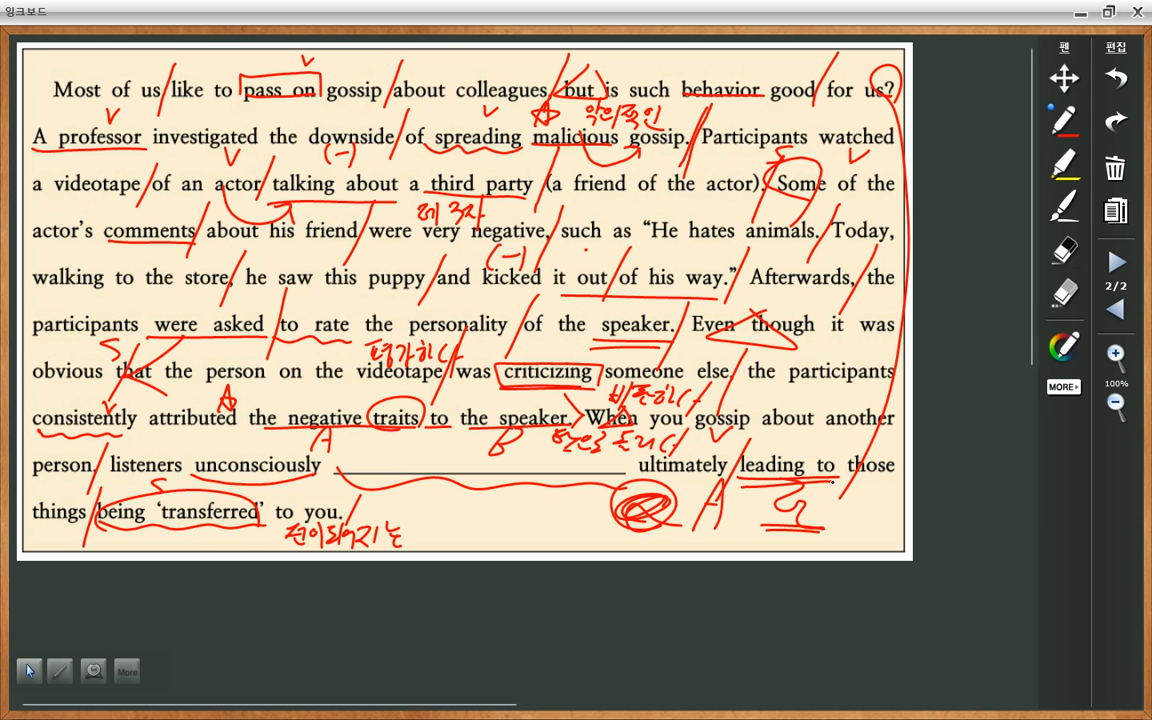 잉크보드
펜
편집
Most of us like to pass on gossip about colleagues, but is such behavior good for us?
악의적인
A professor investigated the downside of spreading malicious gossip. Participants watched
(-)
a videotape of an actor talking about a third party (a friend of the actor). Some of the
제 3자
actor's comments about his friend were very negative, such as “He hates animals. Today,
(-)
walking to the store, he saw this puppy and kicked it out of his way.” Afterwards, the
2/2
participants were asked to rate the personality of the speaker. Even though it was
평가하다
obvious that the person on the videotape was criticizing someone else, the participants
100%
MORE
비판하다
consistently attributed the negative traits to the speaker. When you gossip about another
A
B
person, listeners unconsciously ____________ ultimately leading to those
things being ‘transferred’ to you.
A
전이되어지는
More